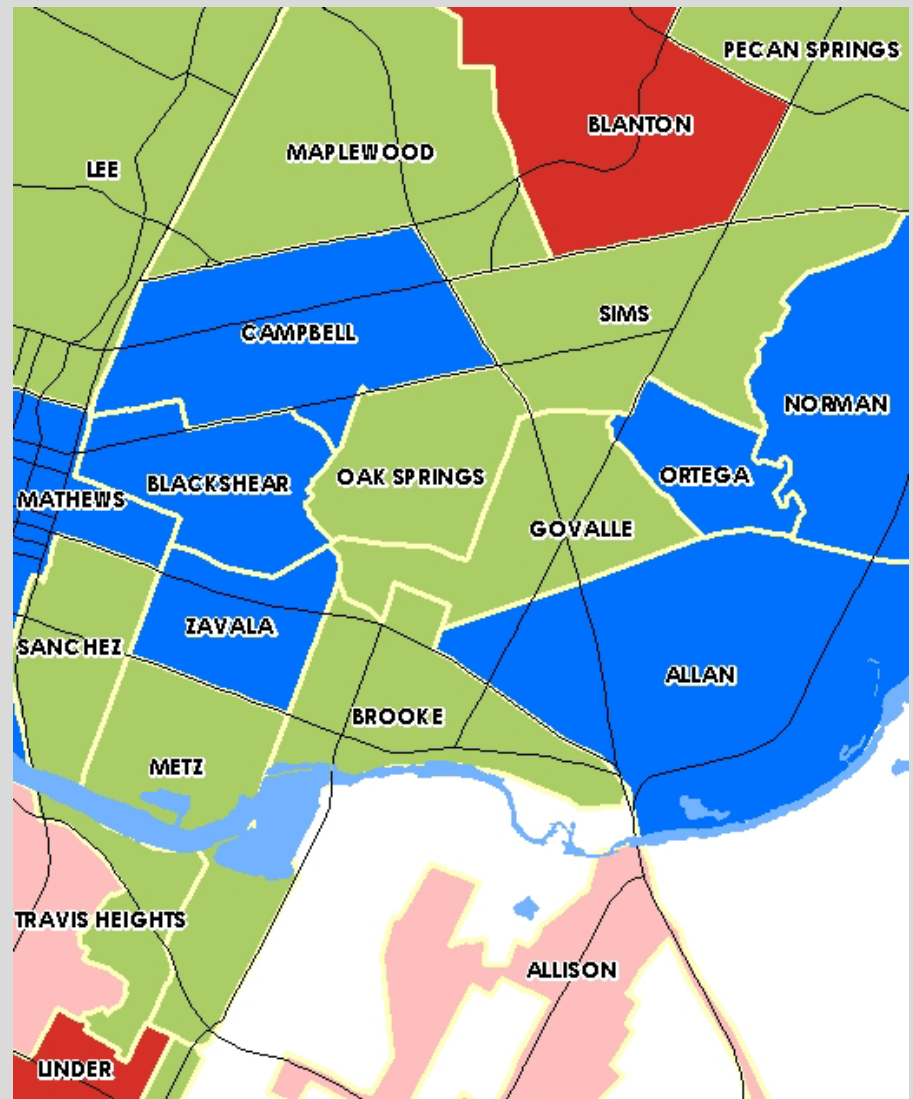 PECAN SPRINGS
BLANTON
MAPLEWOOD
LEE
SIMS
CAMPBELL
NORMAN
OAK SPRINGS
ORTEGA
BLACKSHEAR
MATHEWS
GOVALLE
ZAVALA
SANCHEZ
ALLAN
BROOKE
METZ
TRAVIS HEIGHTS
ALLISON
LINDER